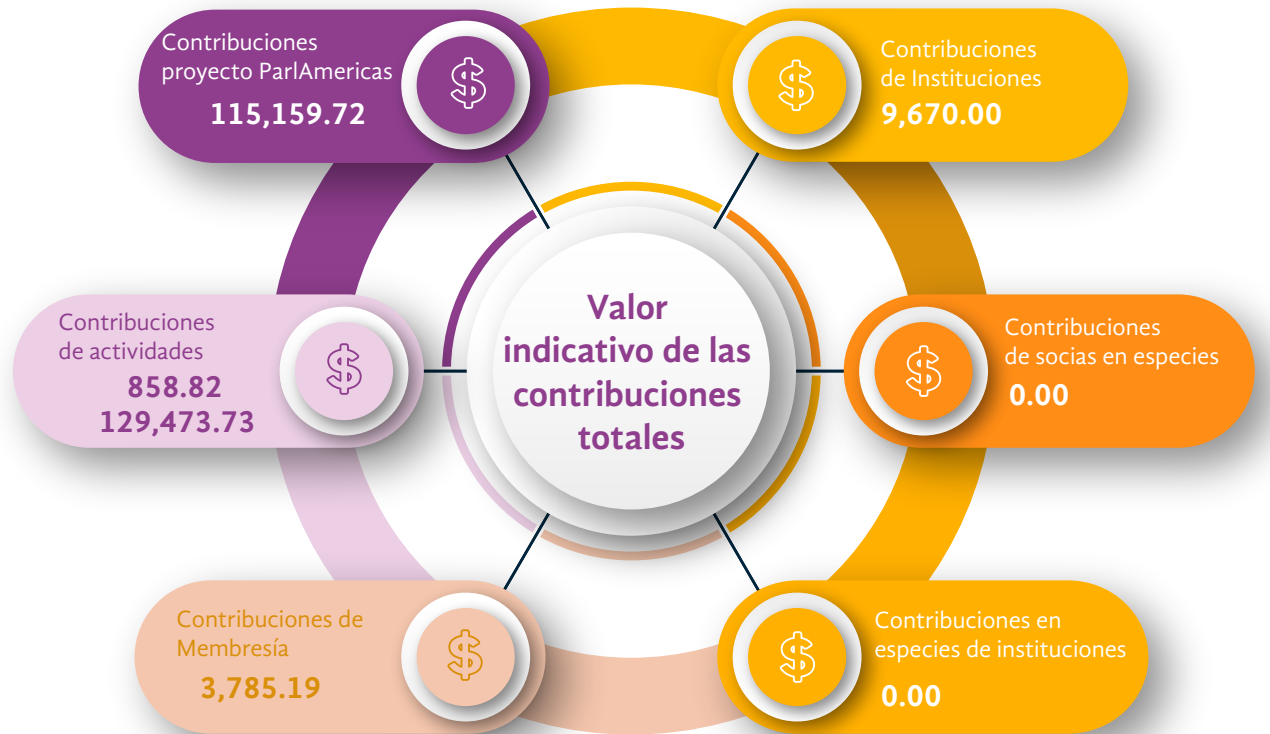 Contribuciones
proyecto ParlAmericas
115,159.72
Contribuciones
de Instituciones
9,670.00
Contribuciones
de actividades
858.82
129,473.73
Valor
indicativo de las
contribuciones
totales
Contribuciones
de socias en especies
0.00
Contribuciones de
Membresía
3,785.19
Contribuciones en
especies de instituciones
0.00